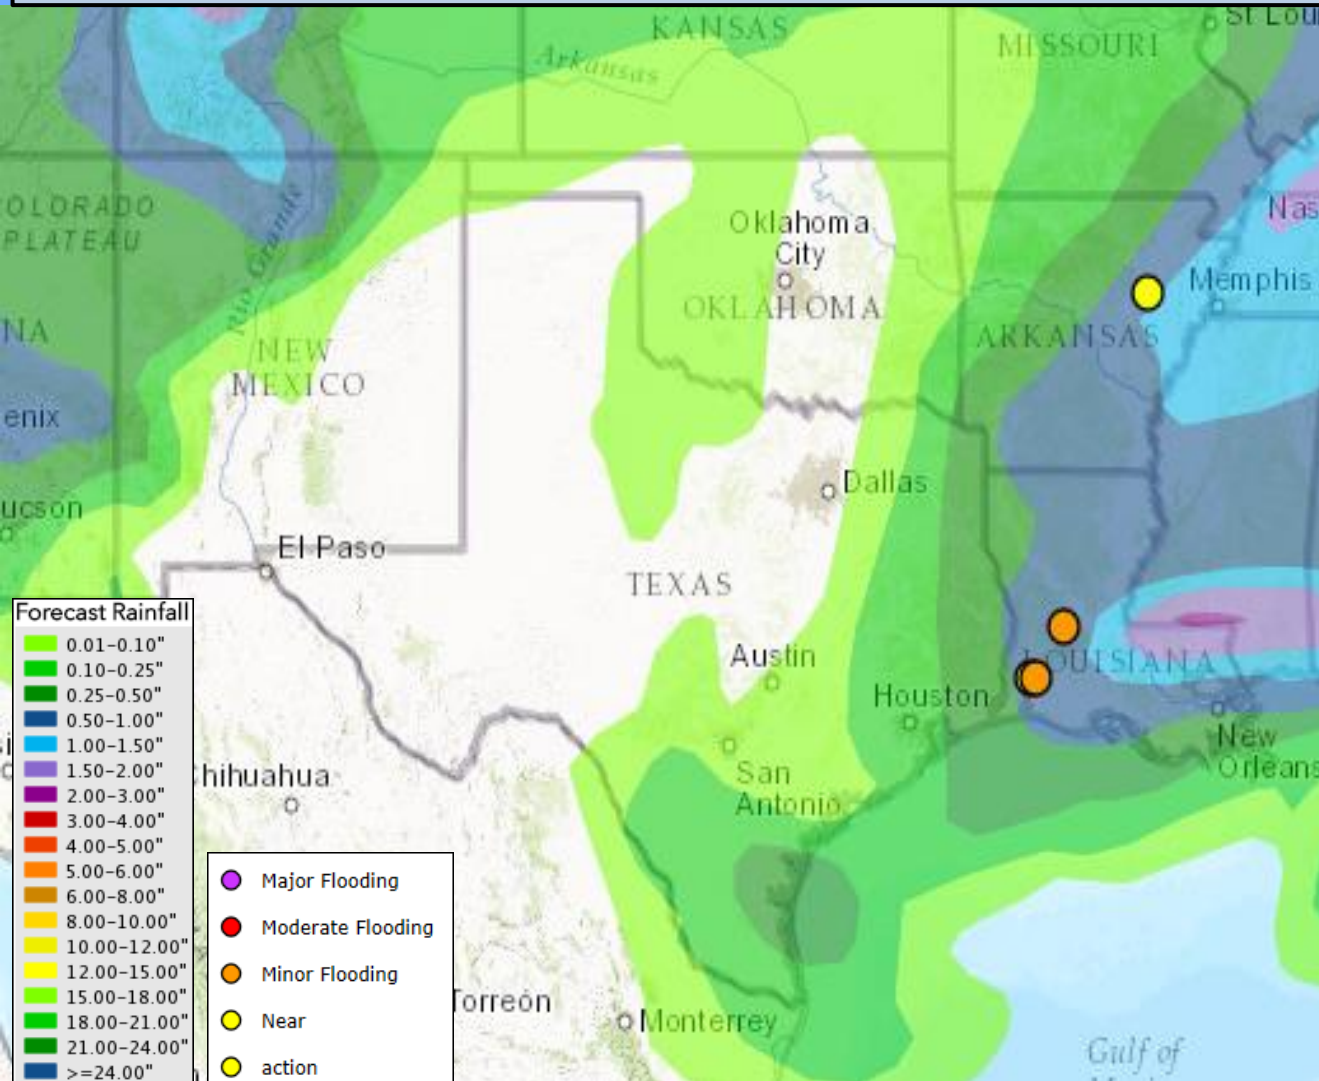 KANSAS
Arkansas
MISSOURI
St Lou
COLORADO
PLATEAU
Rio Grande
Nas
Oklahoma
City
OKLAHOMA
Memphis
ARKANSAS
NA
NEW
MEXICO
enix
ucson
Dallas
El Paso
TEXAS
Austin
LOUISIANA
Houston
New
Orleans
San
Antonio
Chihuahua
Torreón
Monterrey
Gulf of
Forecast Rainfall
0.01-0.10"
0.10-0.25"
0.25-0.50"
0.50-1.00"
1.00-1.50"
1.50-2.00"
2.00-3.00"
3.00-4.00"
4.00-5.00"
5.00-6.00"
6.00-8.00"
8.00-10.00"
10.00-12.00"
12.00-15.00"
15.00-18.00"
18.00-21.00"
21.00-24.00"
>=24.00"
Major Flooding
Moderate Flooding
Minor Flooding
Near
action